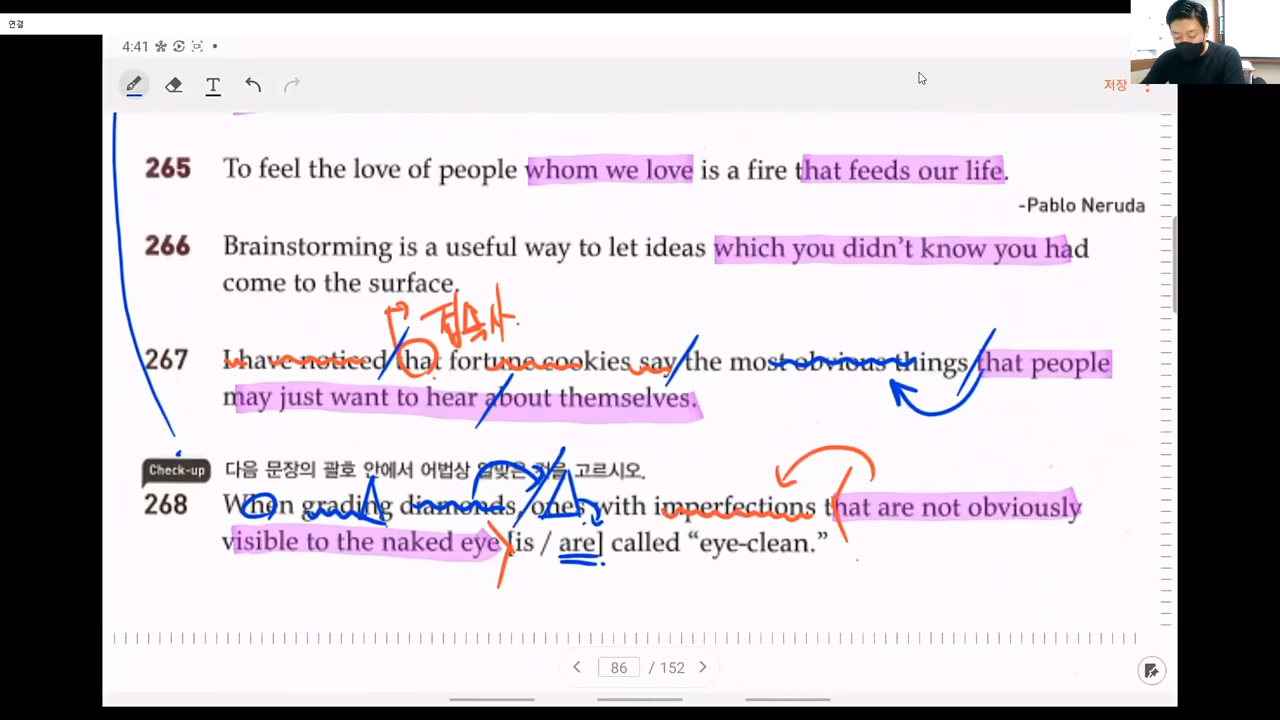 연결
4:41
T
저장
265 To feel the love of people whom we love is a fire that feeds our life.
-Pablo Neruda
266 Brainstorming is a useful way to let ideas which you didn't know you had
come to the surface.
접속사
267 I have noticed that fortune cookies say the most obvious things that people
may just want to hear about themselves.
Check-up 다음 문장의 괄호 안에서 어법상 알맞은 것을 고르시오.
268 When grading diamonds, ones with imperfections that are not obviously
visible to the naked eye [is / are] called “eye-clean.”
86 / 152